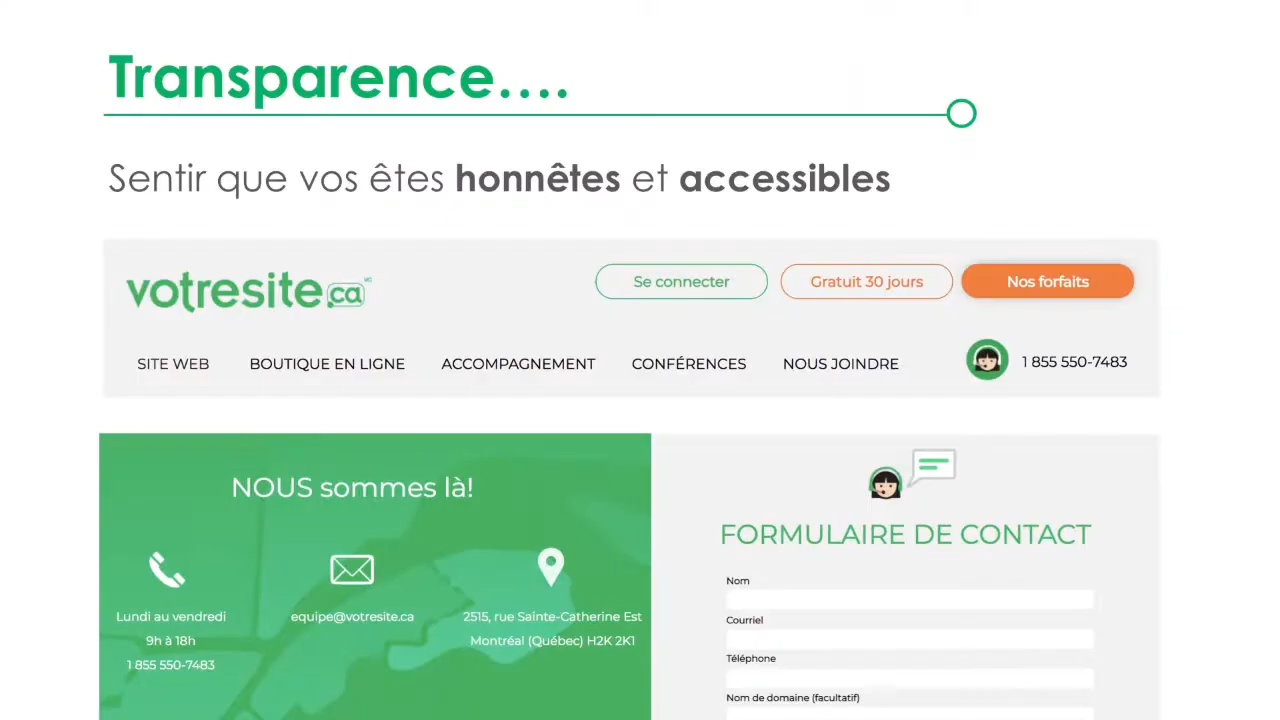 Transparence....
Sentir que vos êtes honnêtes et accessibles
votresite.ca MC
Se connecter
Gratuit 30 jours
Nos forfaits
SITE WEB
BOUTIQUE EN LIGNE
ACCOMPAGNEMENT
CONFÉRENCES
NOUS JOINDRE
1 855 550-7483
NOUS sommes là!
Lundi au vendredi
9h à 18h
1 855 550-7483
equipe@votresite.ca
2515, rue Sainte-Catherine Est
Montréal (Québec) H2K 2K1
FORMULAIRE DE CONTACT
Nom
Courriel
Téléphone
Nom de domaine (facultatif)